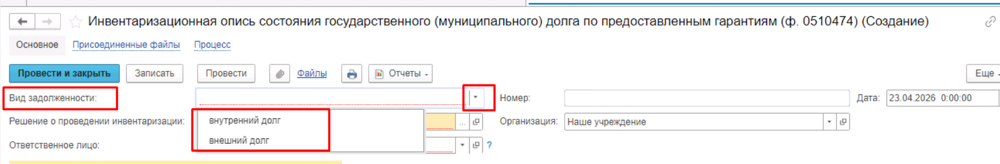 Инвентаризационная опись состояния государственного (муниципального) долга по предоставленным гарантиям (ф. 0510474) (Создание)
Основное Присоединенные файлы Процесс
Провести и закрыть Записать Провести Файлы Отчеты Еще
Вид задолженности: Номер: Дата: 23.04.2026 0:00:00
внутренний долг
Решение о проведении инвентаризации: ... Организация: Наше учреждение
внешний долг
Ответственное лицо: ?